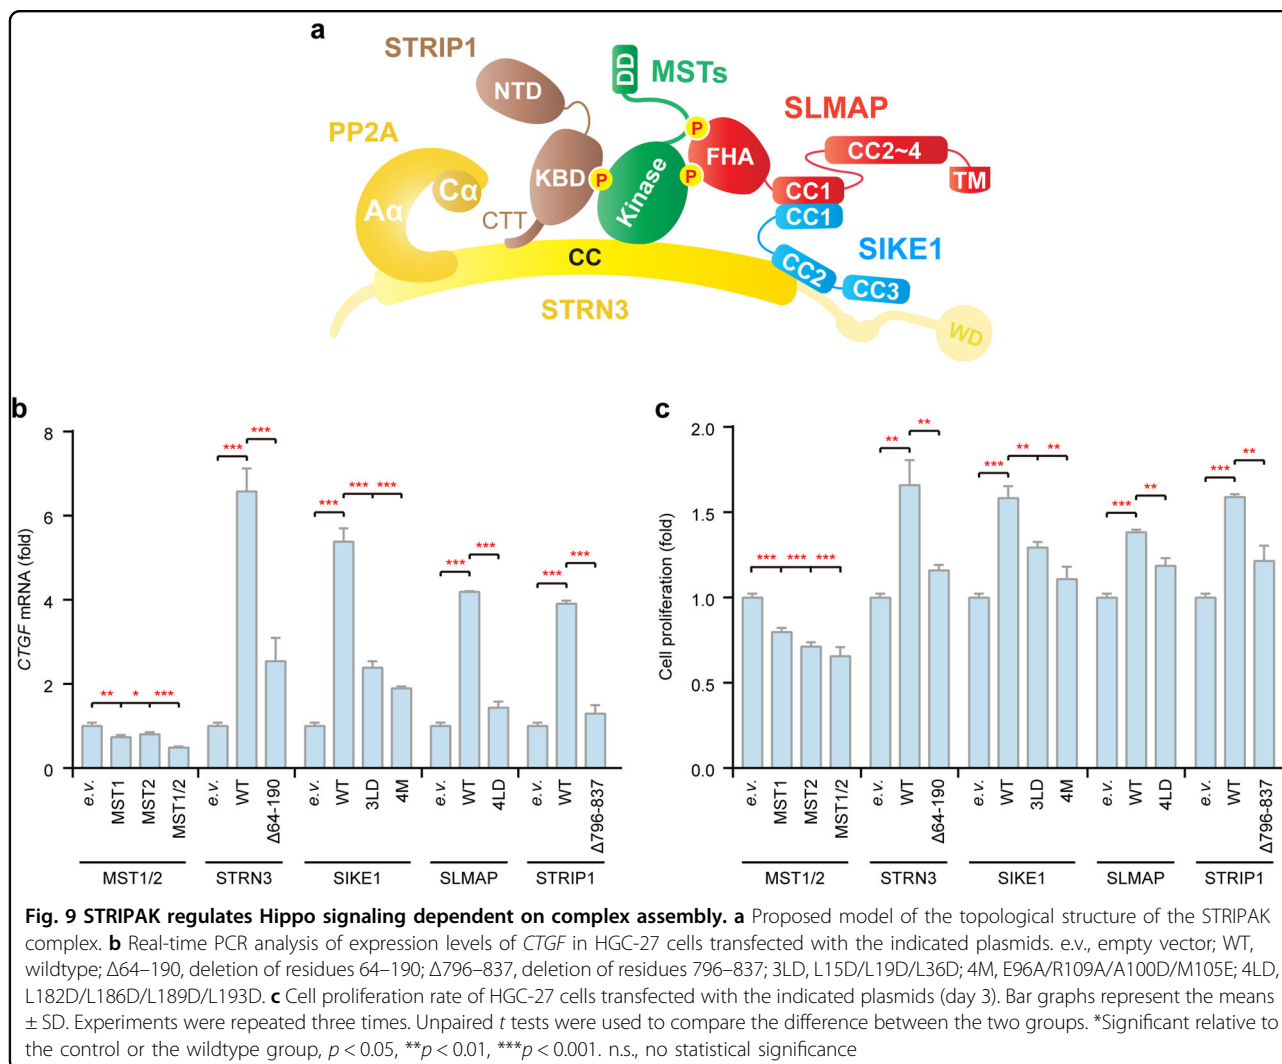 a
STRIP1
NTD
DD
MSTs
SLMAP
PP2A
Cα
Aα
KBD
P
P
P
FHA
Kinase
CC2~4
TM
CC1
CC1
CTT
CC
SIKE1
CC2
CC3
STRN3
WD
b
CTGF mRNA (fold)
8
6
4
2
0
** * ***
*** ***
*** *** ***
*** ***
*** ***
e.v. MST1 MST2 MST1/2
e.v. WT Δ64-190
e.v. WT 3LD 4M
e.v. WT 4LD
e.v. WT Δ796-837
MST1/2 STRN3 SIKE1 SLMAP STRIP1
c
Cell proliferation (fold)
2.0
1.5
1.0
0.5
0.0
*** *** ***
** **
*** ** **
*** **
*** **
e.v. MST1 MST2 MST1/2
e.v. WT Δ64-190
e.v. WT 3LD 4M
e.v. WT 4LD
e.v. WT Δ796-837
MST1/2 STRN3 SIKE1 SLMAP STRIP1
Fig. 9 STRIPAK regulates Hippo signaling dependent on complex assembly. a Proposed model of the topological structure of the STRIPAK
complex. b Real-time PCR analysis of expression levels of CTGF in HGC-27 cells transfected with the indicated plasmids. e.v., empty vector; WT,
wildtype; Δ64–190, deletion of residues 64–190; Δ796–837, deletion of residues 796–837; 3LD, L15D/L19D/L36D; 4M, E96A/R109A/A100D/M105E; 4LD,
L182D/L186D/L189D/L193D. c Cell proliferation rate of HGC-27 cells transfected with the indicated plasmids (day 3). Bar graphs represent the means
± SD. Experiments were repeated three times. Unpaired t tests were used to compare the difference between the two groups. *Significant relative to
the control or the wildtype group, p < 0.05, **p < 0.01, ***p < 0.001. n.s., no statistical significance